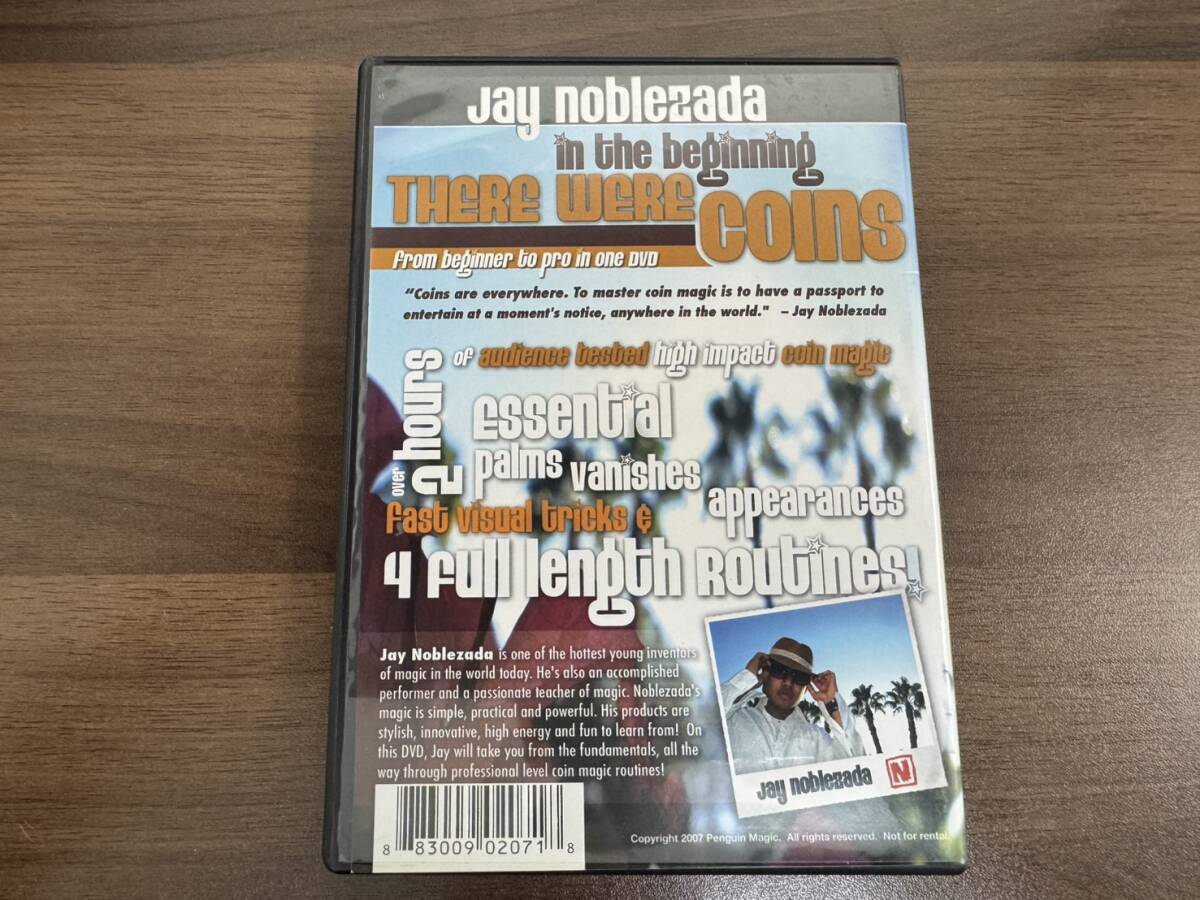 Jay noblezada
in the beginning
THERE WERE COINS
from beginner to pro in one DVD
"Coins are everywhere. To master coin magic is to have a passport to
entertain at a moment's notice, anywhere in the world." – Jay Noblezada
over 2 hours
of audience tested high impact coin magic
Essential
palms vanishes
appearances
fast visual tricks &
4 full length Routines!
Jay Noblezada is one of the hottest young inventors
of magic in the world today. He's also an accomplished
performer and a passionate teacher of magic. Noblezada's
magic is simple, practical and powerful. His products are
stylish, innovative, high energy and fun to learn from! On
this DVD, Jay will take you from the fundamentals, all the
way through professional level coin magic routines!
Jay noblezada N
8 83009 02071 8
Copyright 2007 Penguin Magic. All rights reserved. Not for rental.